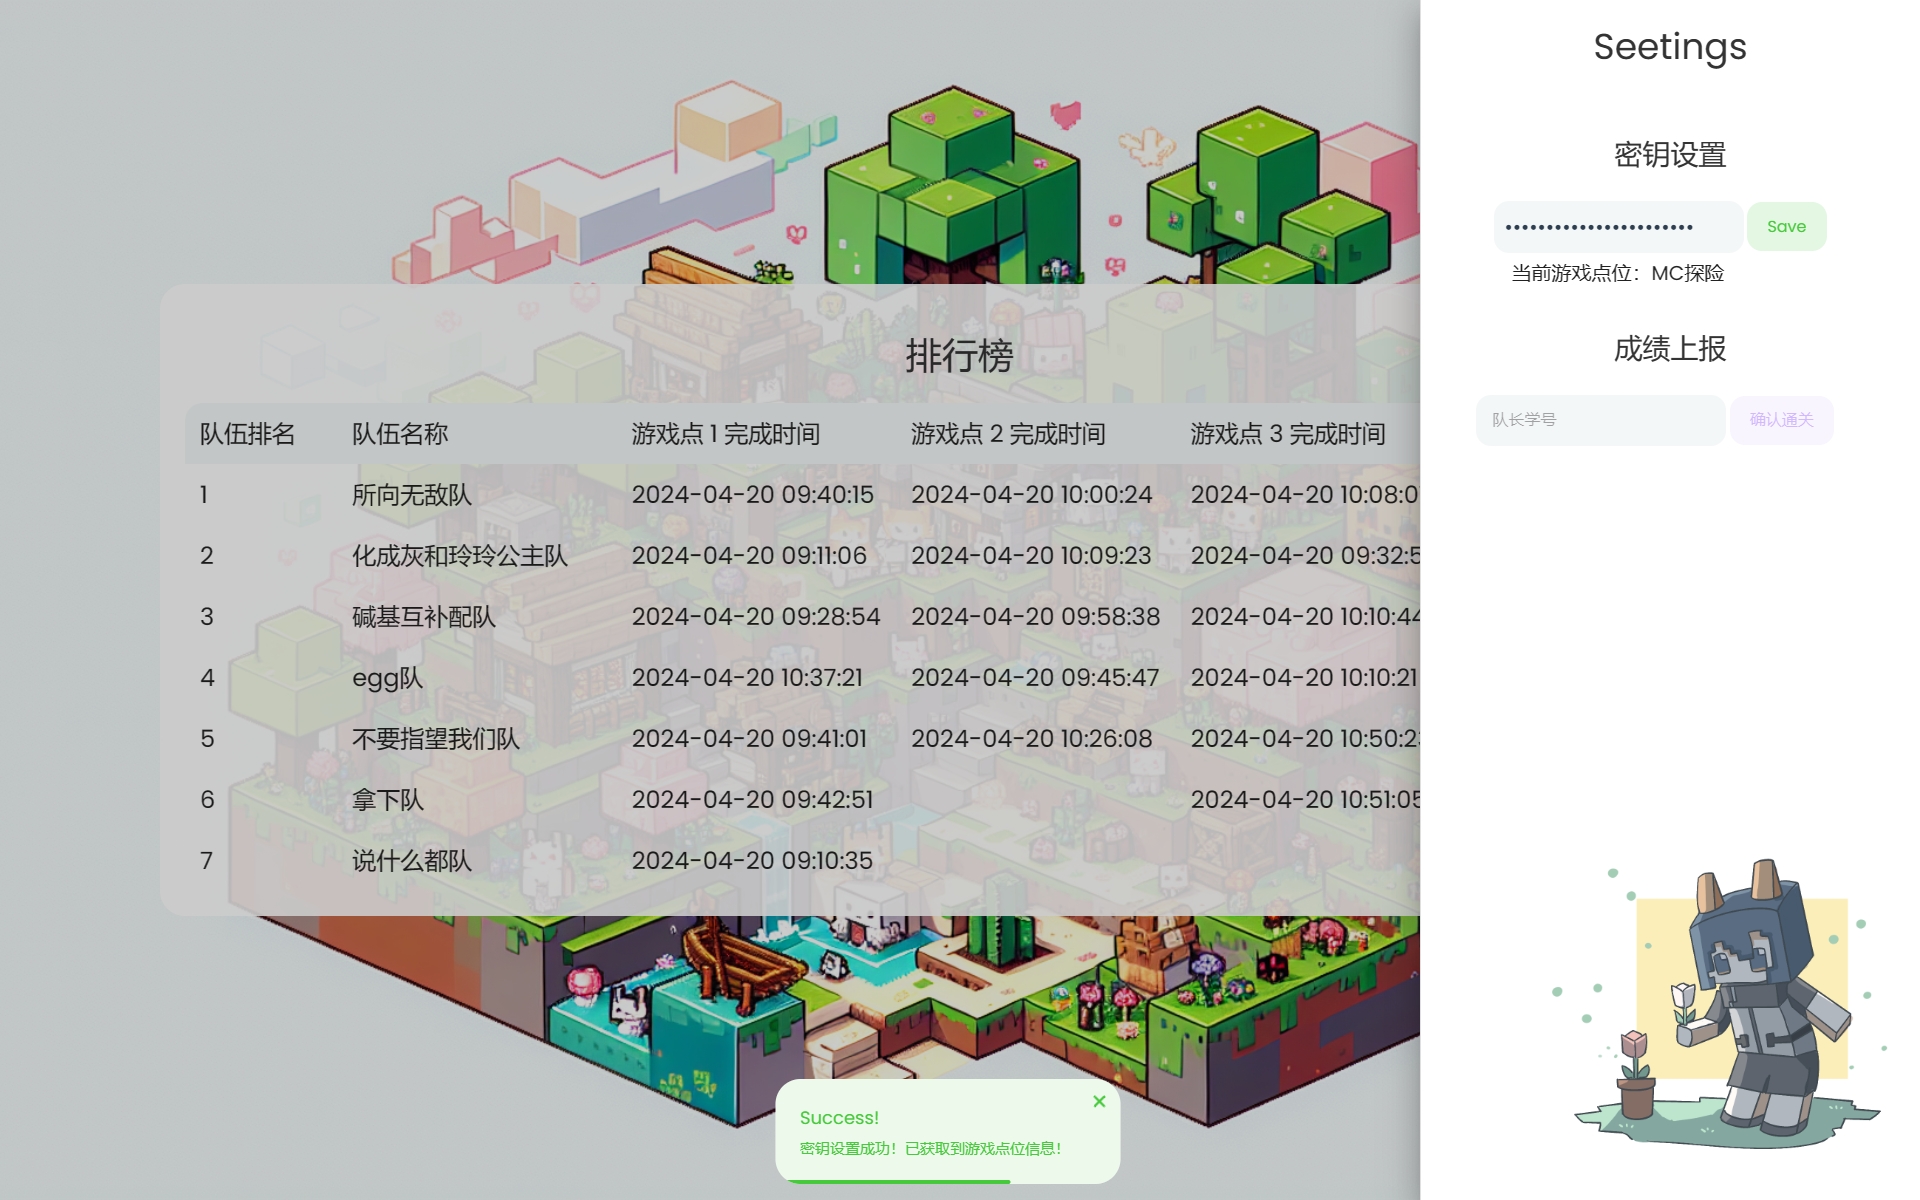 排行榜
队伍排名 队伍名称 游戏点 1 完成时间 游戏点 2 完成时间 游戏点 3 完成时间
1 所向无敌队 2024-04-20 09:40:15 2024-04-20 10:00:24 2024-04-20 10:08:0
2 化成灰和玲玲公主队 2024-04-20 09:11:06 2024-04-20 10:09:23 2024-04-20 09:32:5
3 碱基互补配队 2024-04-20 09:28:54 2024-04-20 09:58:38 2024-04-20 10:10:44
4 egg队 2024-04-20 10:37:21 2024-04-20 09:45:47 2024-04-20 10:10:21
5 不要指望我们队 2024-04-20 09:41:01 2024-04-20 10:26:08 2024-04-20 10:50:2
6 拿下队 2024-04-20 09:42:51 2024-04-20 10:51:05
7 说什么都队 2024-04-20 09:10:35
Seetings
密钥设置
Save
当前游戏点位：MC探险
成绩上报
队长学号 确认通关
Success!
密钥设置成功！已获取到游戏点位信息！